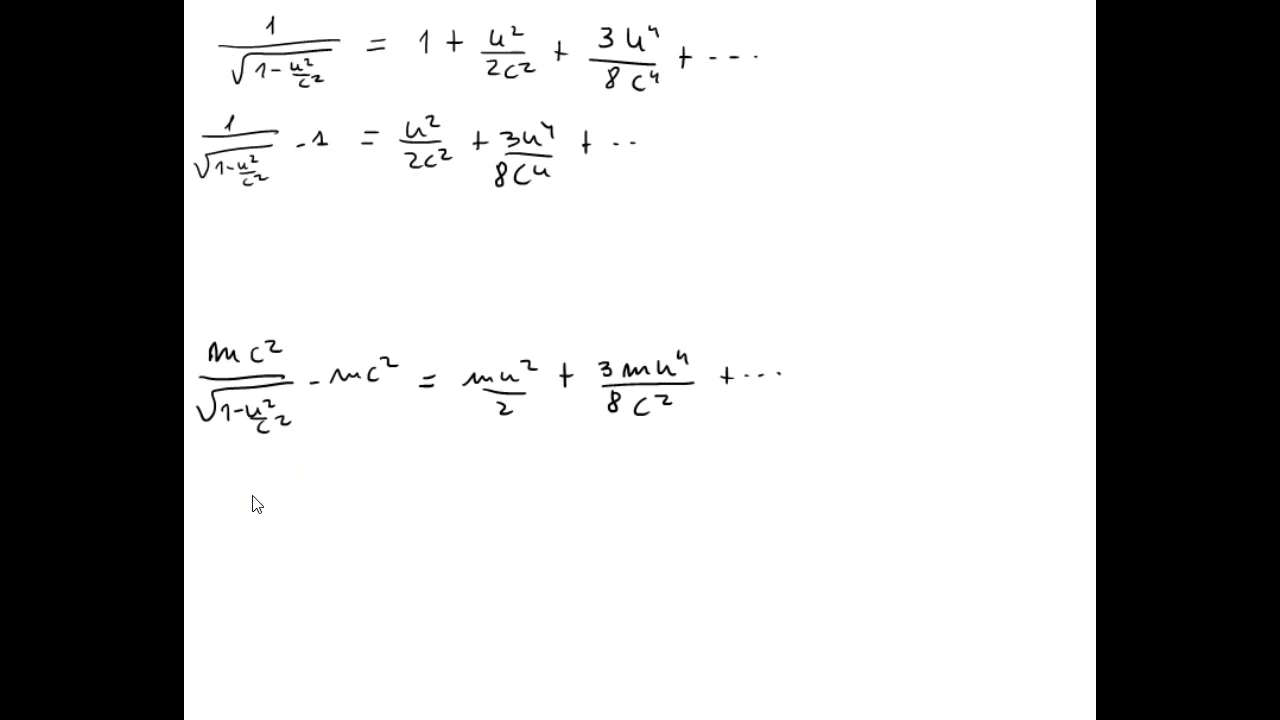 1/√(1-u²/c²) = 1 + u²/2c² + 3u⁴/8c⁴ + ---
1/√(1-u²/c²) - 1 = u²/2c² + 3u⁴/8c⁴ + --
mc²/√(1-u²/c²) - mc² = mu²/2 + 3mu⁴/8c² + ---